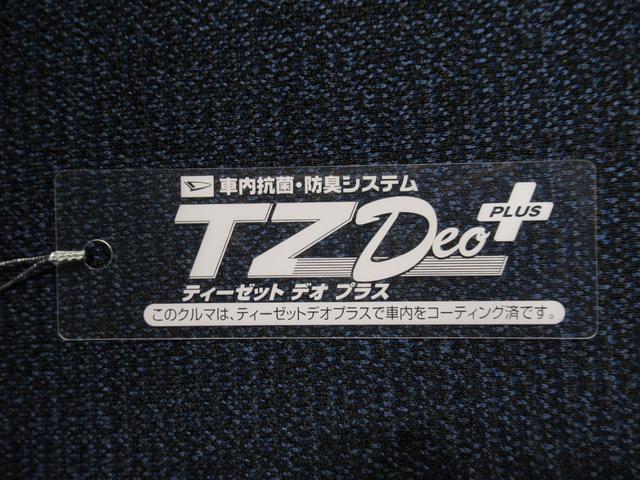 車内抗菌・防臭システム
TZ Deo PLUS
ティーゼット デオ プラス
このクルマは、ティーゼットデオプラスで車内をコーティング済です。